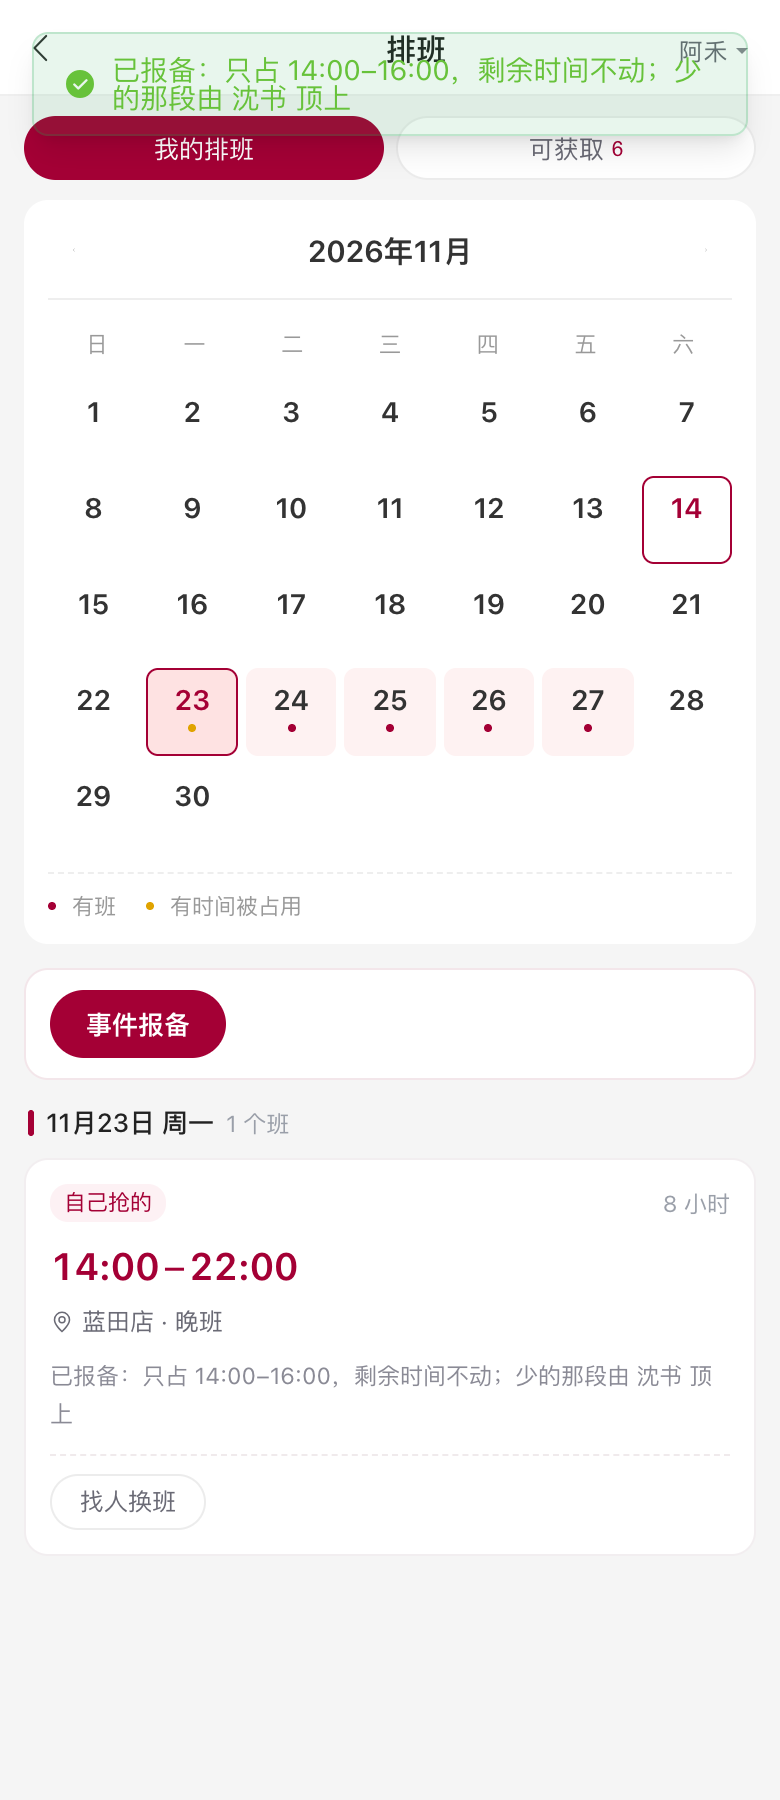 排班
阿禾
已报备：只占 14:00–16:00，剩余时间不动；少
的那段由 沈书 顶上
我的排班
可获取 6
2026年11月
日 一 二 三 四 五 六
1 2 3 4 5 6 7
8 9 10 11 12 13 14
15 16 17 18 19 20 21
22 23 24 25 26 27 28
29 30
有班 有时间被占用
事件报备
11月23日 周一 1 个班
自己抢的 8 小时
14:00–22:00
蓝田店 · 晚班
已报备：只占 14:00–16:00，剩余时间不动；少的那段由 沈书 顶
上
找人换班